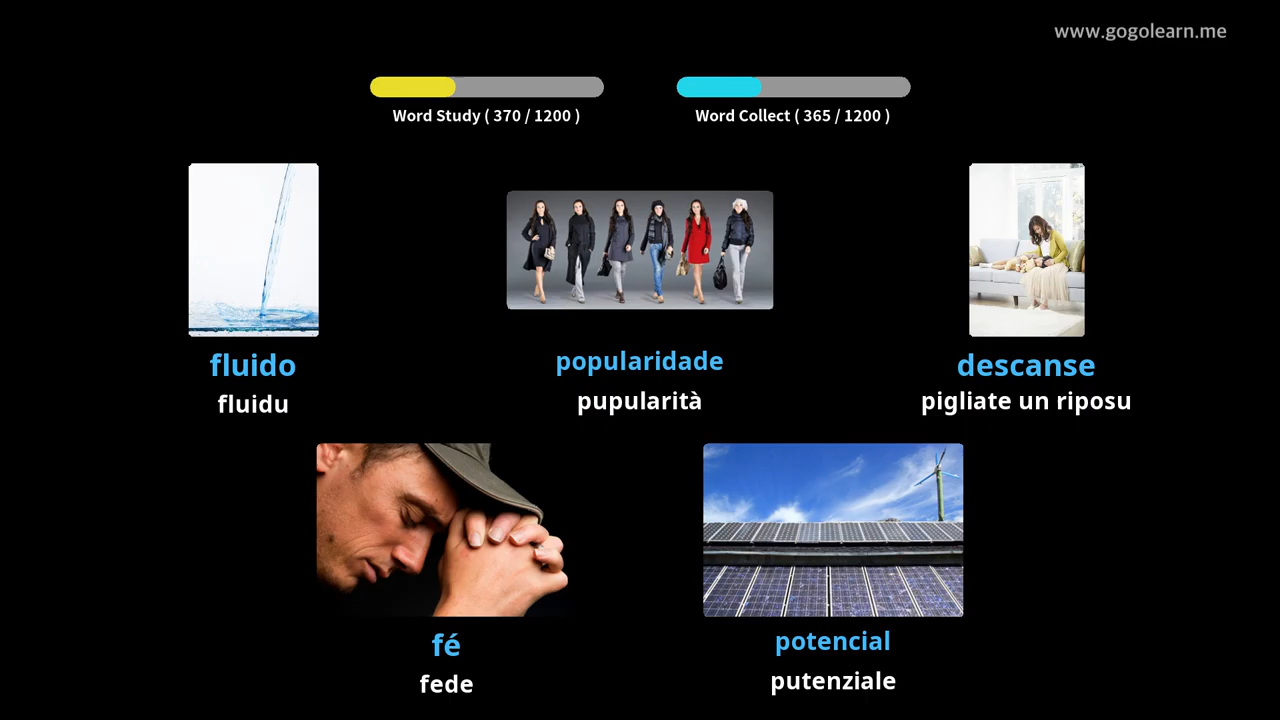 www.gogolearn.me
Word Study ( 370 / 1200 )
Word Collect ( 365 / 1200 )
fluido
fluidu
popularidade
pupularità
descanse
pigliate un riposu
fé
fede
potencial
putenziale